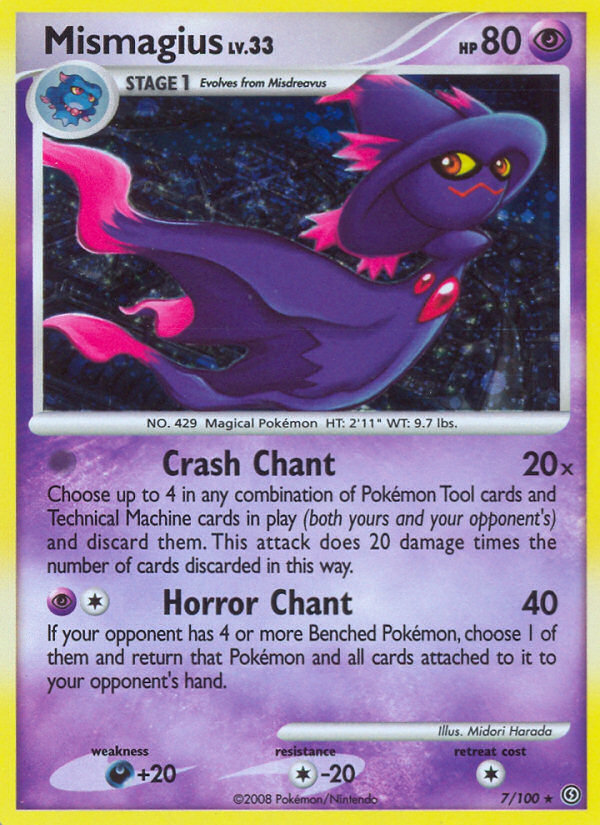 Mismagius LV.33 HP 80
STAGE 1 Evolves from Misdreavus
NO. 429 Magical Pokémon HT: 2'11" WT: 9.7 lbs.
Crash Chant 20x
Choose up to 4 in any combination of Pokémon Tool cards and
Technical Machine cards in play (both yours and your opponent's)
and discard them. This attack does 20 damage times the
number of cards discarded in this way.
Horror Chant 40
If your opponent has 4 or more Benched Pokémon, choose 1 of
them and return that Pokémon and all cards attached to it to
your opponent's hand.
Illus. Midori Harada
weakness resistance retreat cost
+20 -20
©2008 Pokémon/Nintendo 7/100 ★